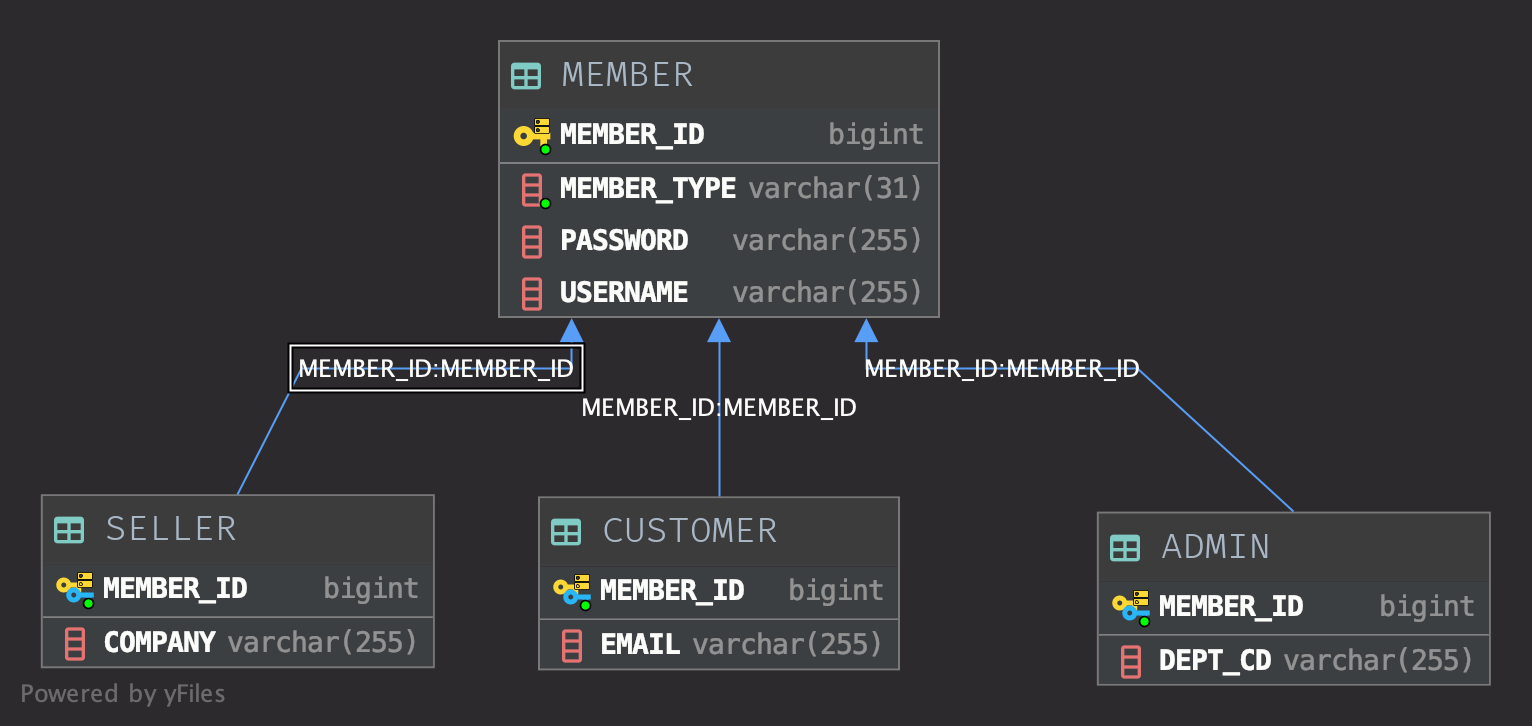 MEMBER
MEMBER_ID bigint
MEMBER_TYPE varchar(31)
PASSWORD varchar(255)
USERNAME varchar(255)
MEMBER_ID:MEMBER_ID
MEMBER_ID:MEMBER_ID
MEMBER_ID:MEMBER_ID
SELLER
MEMBER_ID bigint
COMPANY varchar(255)
CUSTOMER
MEMBER_ID bigint
EMAIL varchar(255)
ADMIN
MEMBER_ID bigint
DEPT_CD varchar(255)
Powered by yFiles